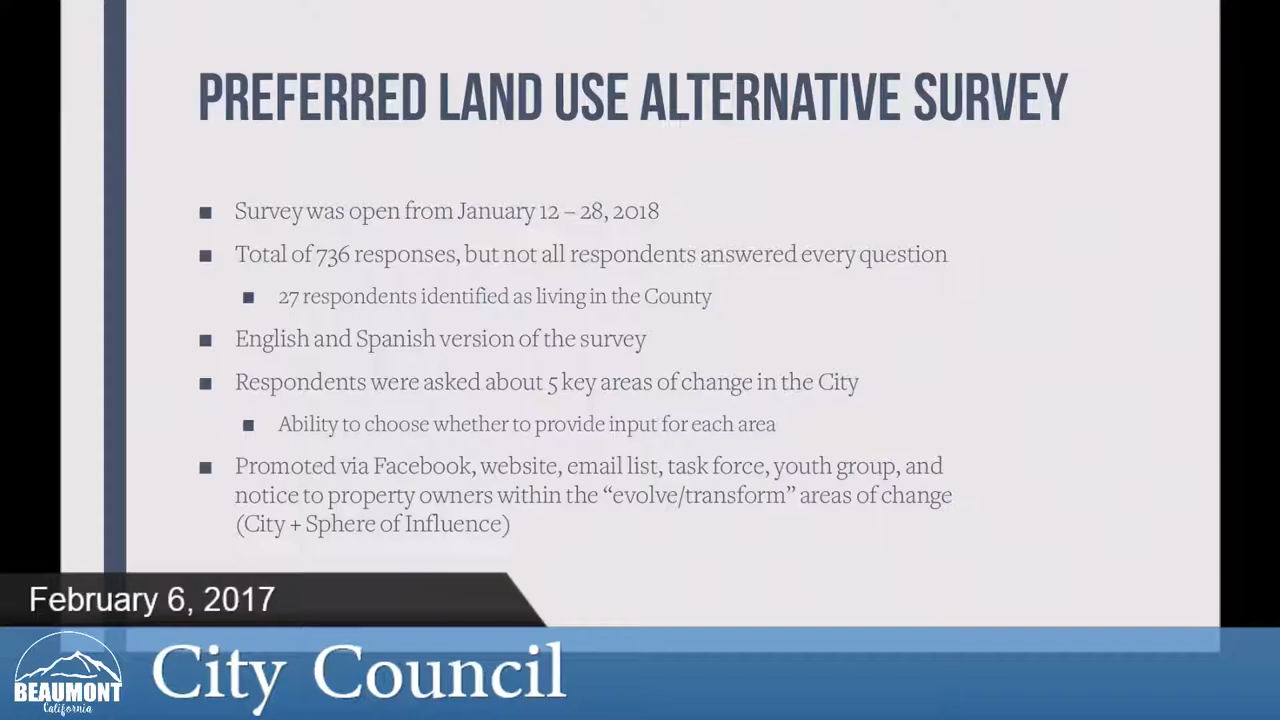 PREFERRED LAND USE ALTERNATIVE SURVEY
■ Survey was open from January 12 – 28, 2018
■ Total of 736 responses, but not all respondents answered every question
■ 27 respondents identified as living in the County
■ English and Spanish version of the survey
■ Respondents were asked about 5 key areas of change in the City
■ Ability to choose whether to provide input for each area
■ Promoted via Facebook, website, email list, task force, youth group, and
notice to property owners within the “evolve/transform” areas of change
(City + Sphere of Influence)
February 6, 2017
City Council
BEAUMONT
California